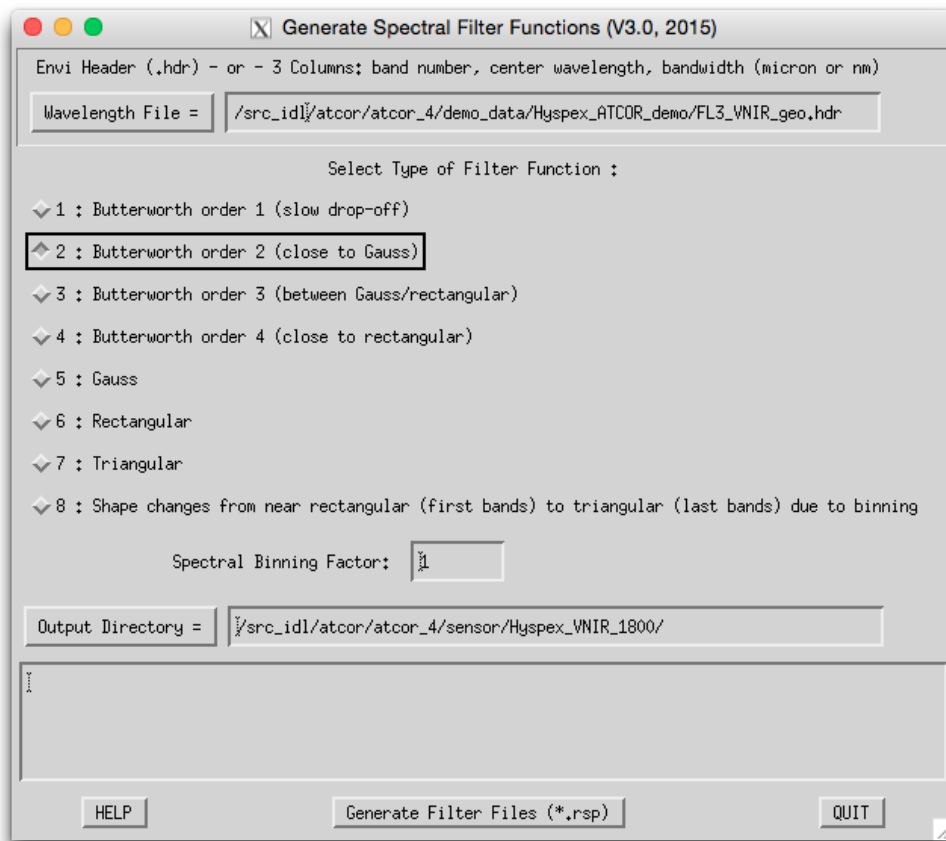 Generate Spectral Filter Functions (V3.0, 2015)
Envi Header (.hdr) - or - 3 Columns: band number, center wavelength, bandwidth (micron or nm)
Wavelength File = /src_idl/atcor/atcor_4/demo_data/Hyspex_ATCOR_demo/FL3_VNIR_geo.hdr
Select Type of Filter Function :
1 : Butterworth order 1 (slow drop-off)
2 : Butterworth order 2 (close to Gauss)
3 : Butterworth order 3 (between Gauss/rectangular)
4 : Butterworth order 4 (close to rectangular)
5 : Gauss
6 : Rectangular
7 : Triangular
8 : Shape changes from near rectangular (first bands) to triangular (last bands) due to binning
Spectral Binning Factor: 1
Output Directory = /src_idl/atcor/atcor_4/sensor/Hyspex_VNIR_1800/
HELP Generate Filter Files (*.rsp) QUIT